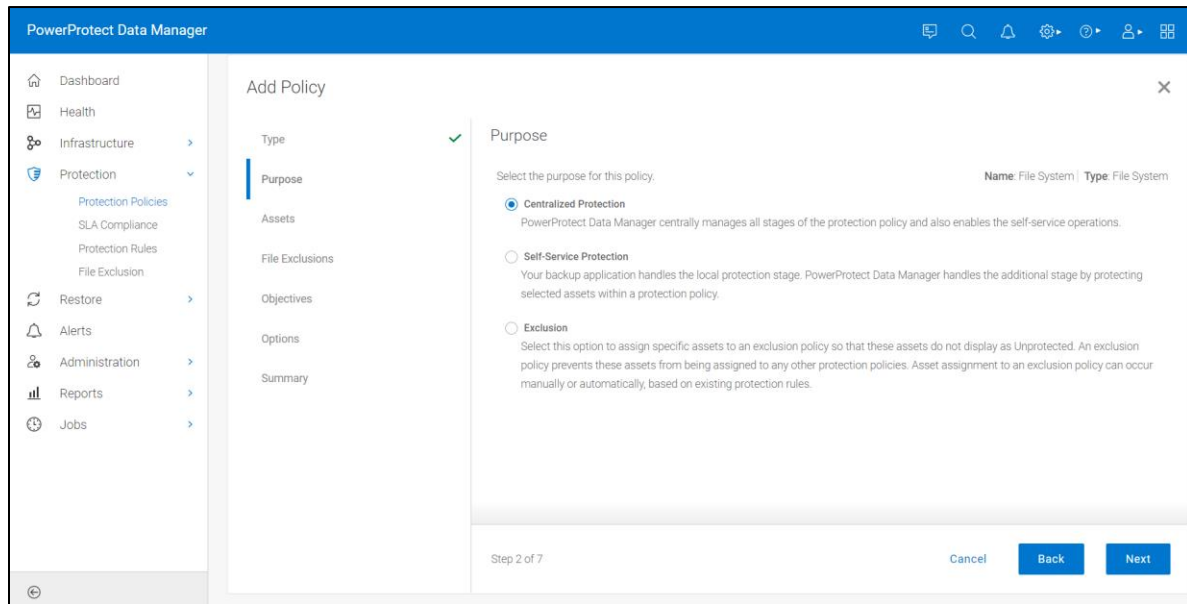 PowerProtect Data Manager
Dashboard
Health
Infrastructure
Protection
Protection Policies
SLA Compliance
Protection Rules
File Exclusion
Restore
Alerts
Administration
Reports
Jobs
Add Policy
Type
Purpose
Assets
File Exclusions
Objectives
Options
Summary
Purpose
Select the purpose for this policy.
Name: File System | Type: File System
Centralized Protection
PowerProtect Data Manager centrally manages all stages of the protection policy and also enables the self-service operations.
Self-Service Protection
Your backup application handles the local protection stage. PowerProtect Data Manager handles the additional stage by protecting
selected assets within a protection policy.
Exclusion
Select this option to assign specific assets to an exclusion policy so that these assets do not display as Unprotected. An exclusion
policy prevents these assets from being assigned to any other protection policies. Asset assignment to an exclusion policy can occur
manually or automatically, based on existing protection rules.
Step 2 of 7
Cancel
Back
Next